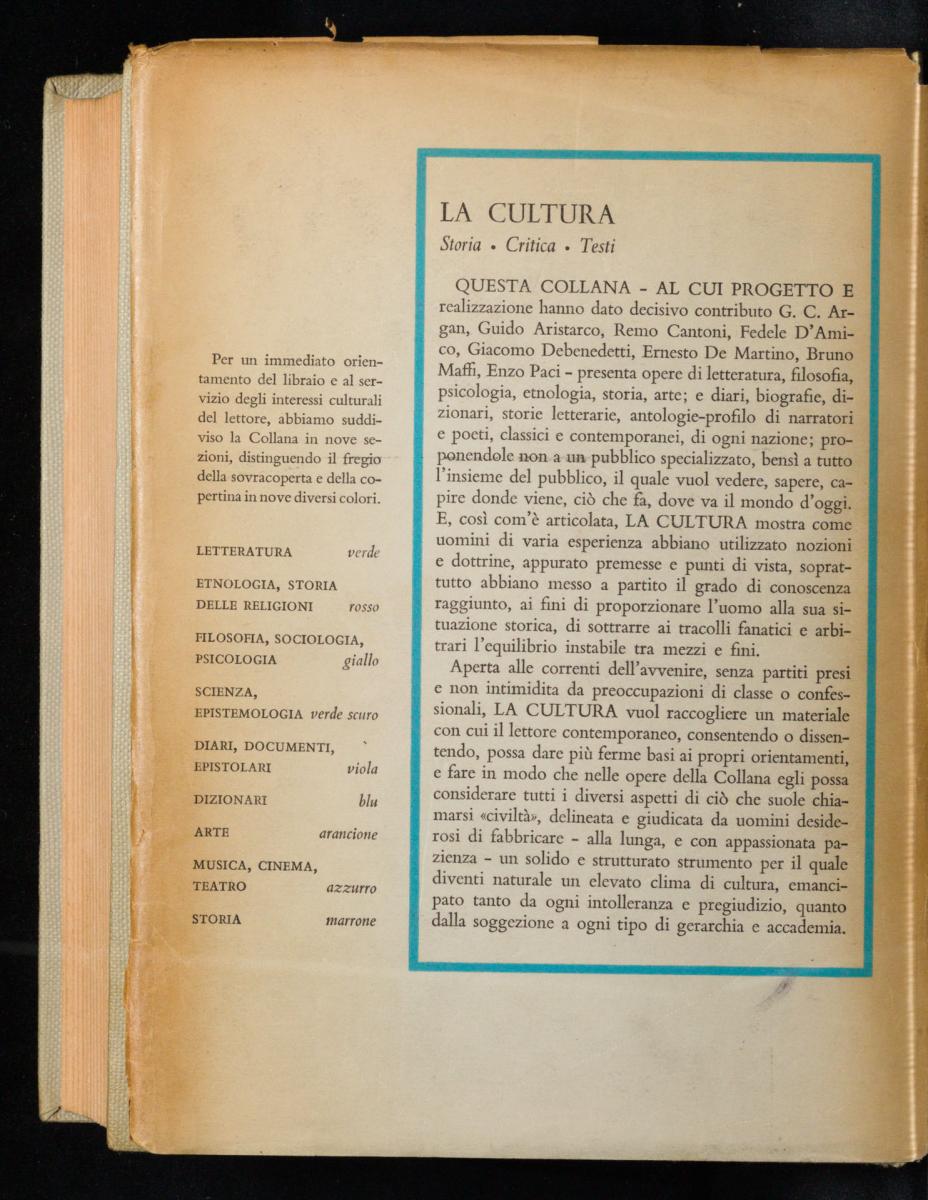 Per un immediato orien-
tamento del libraio e al ser-
vizio degli interessi culturali
del lettore, abbiamo suddi-
viso la Collana in nove se-
zioni, distinguendo il fregio
della sovracoperta e della co-
pertina in nove diversi colori.
LETTERATURA verde
ETNOLOGIA, STORIA
DELLE RELIGIONI rosso
FILOSOFIA, SOCIOLOGIA,
PSICOLOGIA giallo
SCIENZA,
EPISTEMOLOGIA verde scuro
DIARI, DOCUMENTI,
EPISTOLARI viola
DIZIONARI blu
ARTE arancione
MUSICA, CINEMA,
TEATRO azzurro
STORIA marrone
LA CULTURA
Storia • Critica • Testi
QUESTA COLLANA – AL CUI PROGETTO E
realizzazione hanno dato decisivo contributo G. C. Ar-
gan, Guido Aristarco, Remo Cantoni, Fedele D'Ami-
co, Giacomo Debenedetti, Ernesto De Martino, Bruno
Maffi, Enzo Paci – presenta opere di letteratura, filosofia,
psicologia, etnologia, storia, arte; e diari, biografie, di-
zionari, storie letterarie, antologie-profilo di narratori
e poeti, classici e contemporanei, di ogni nazione; pro-
ponendole non a un pubblico specializzato, bensì a tutto
l'insieme del pubblico, il quale vuol vedere, sapere, ca-
pire donde viene, ciò che fa, dove va il mondo d'oggi.
E, così com'è articolata, LA CULTURA mostra come
uomini di varia esperienza abbiano utilizzato nozioni
e dottrine, appurato premesse e punti di vista, soprat-
tutto abbiano messo a partito il grado di conoscenza
raggiunto, ai fini di proporzionare l'uomo alla sua si-
tuazione storica, di sottrarre ai tracolli fanatici e arbi-
trari l'equilibrio instabile tra mezzi e fini.
Aperta alle correnti dell'avvenire, senza partiti presi
e non intimidita da preoccupazioni di classe o confes-
sionali, LA CULTURA vuol raccogliere un materiale
con cui il lettore contemporaneo, consentendo o dissen-
tendo, possa dare più ferme basi ai propri orientamenti,
e fare in modo che nelle opere della Collana egli possa
considerare tutti i diversi aspetti di ciò che suole chia-
marsi «civiltà», delineata e giudicata da uomini deside-
rosi di fabbricare – alla lunga, e con appassionata pa-
zienza – un solido e strutturato strumento per il quale
diventi naturale un elevato clima di cultura, emanci-
pato tanto da ogni intolleranza e pregiudizio, quanto
dalla soggezione a ogni tipo di gerarchia e accademia.